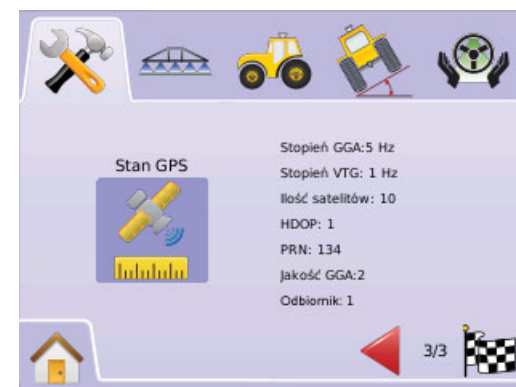 Stan GPS
Stopień GGA:5 Hz
Stopień VTG: 1 Hz
Ilość satelitów: 10
HDOP: 1
PRN: 134
Jakość GGA:2
Odbiornik: 1
3/3